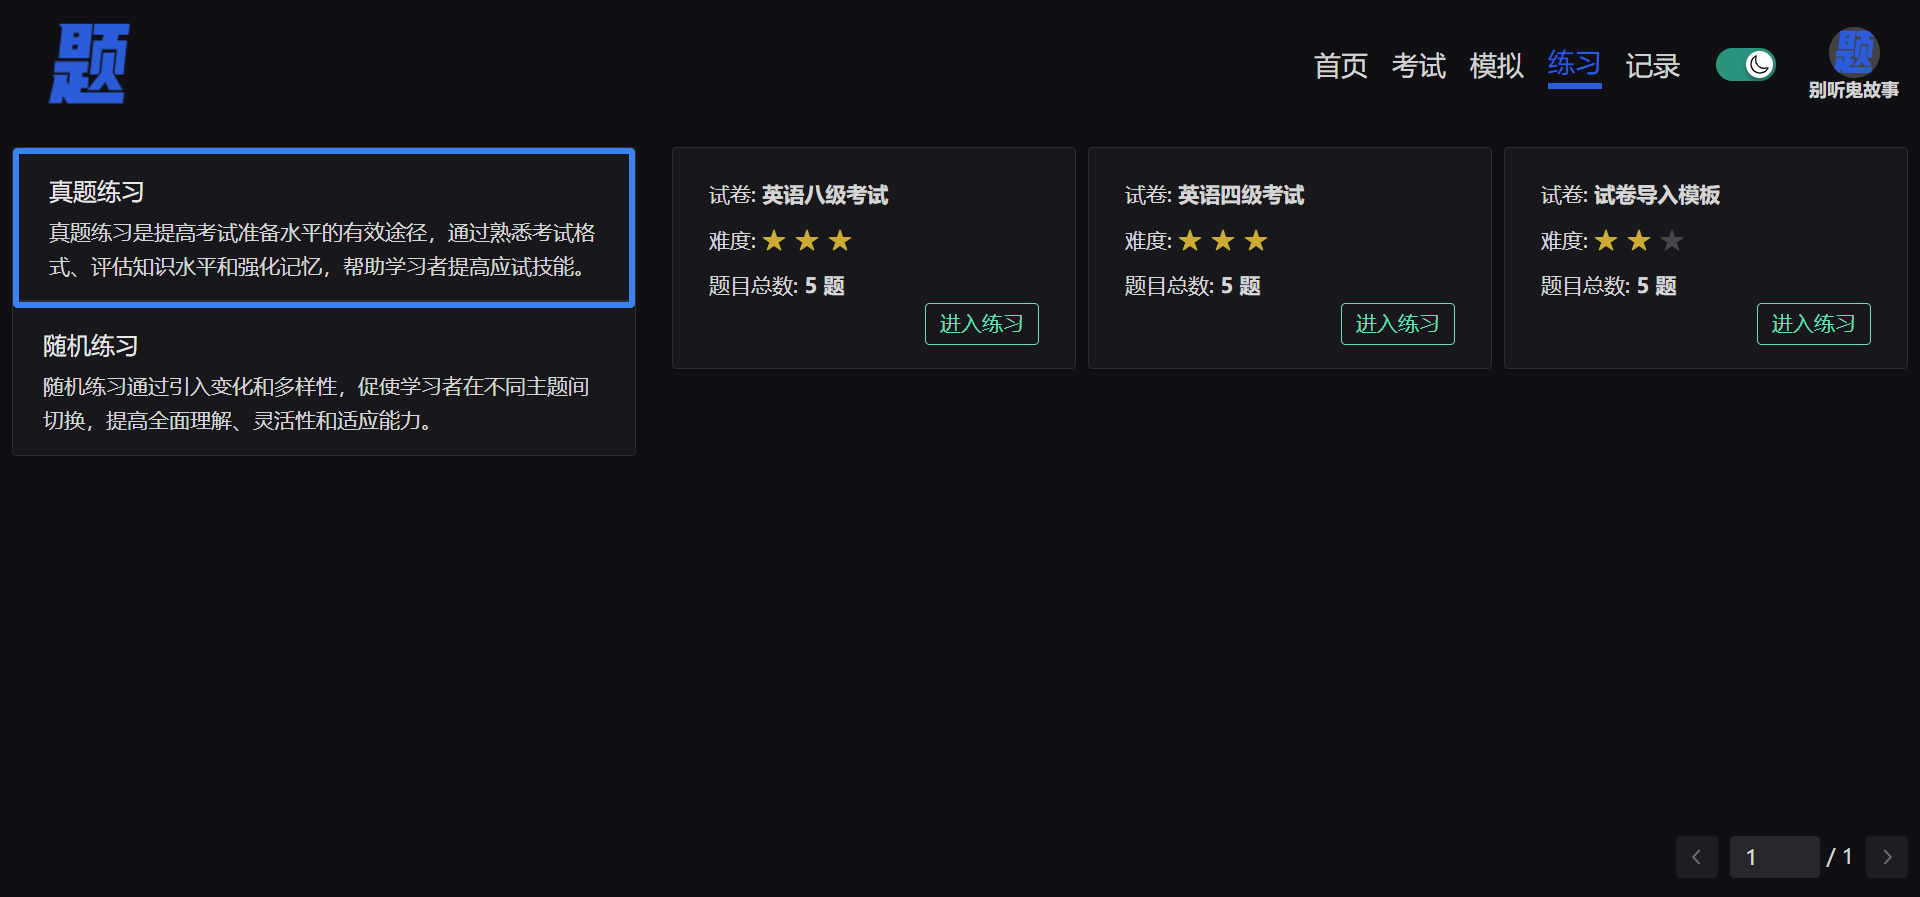 题
首页 考试 模拟 练习 记录
题
别听鬼故事
真题练习
真题练习是提高考试准备水平的有效途径，通过熟悉考试格
式、评估知识水平和强化记忆，帮助学习者提高应试技能。
随机练习
随机练习通过引入变化和多样性，促使学习者在不同主题间
切换，提高全面理解、灵活性和适应能力。
试卷: 英语八级考试
难度:
题目总数: 5 题
进入练习
试卷: 英语四级考试
难度:
题目总数: 5 题
进入练习
试卷: 试卷导入模板
难度:
题目总数: 5 题
进入练习
1 / 1